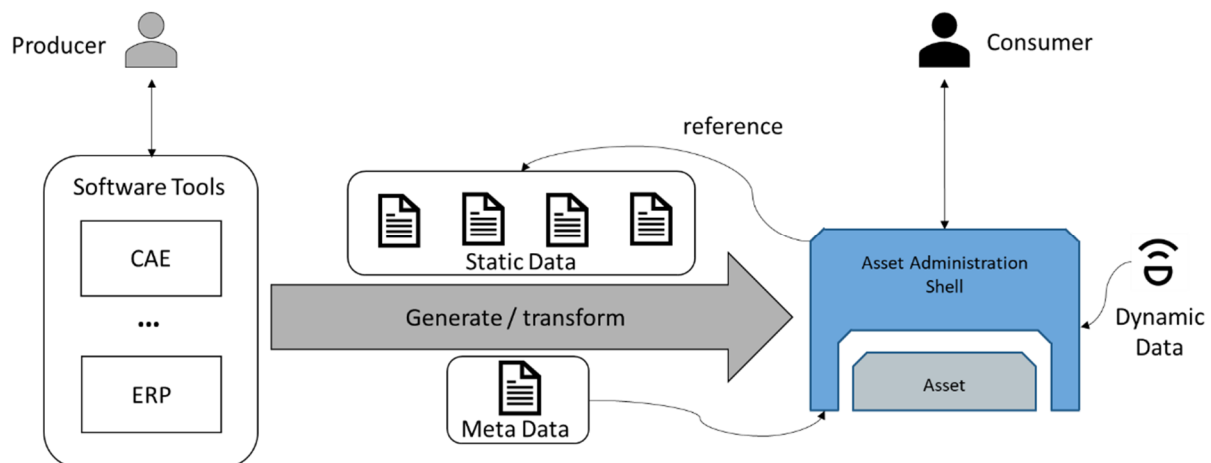 Producer
Consumer
reference
Software Tools
CAE
...
ERP
Static Data
Generate / transform
Meta Data
Asset Administration
Shell
Asset
Dynamic
Data